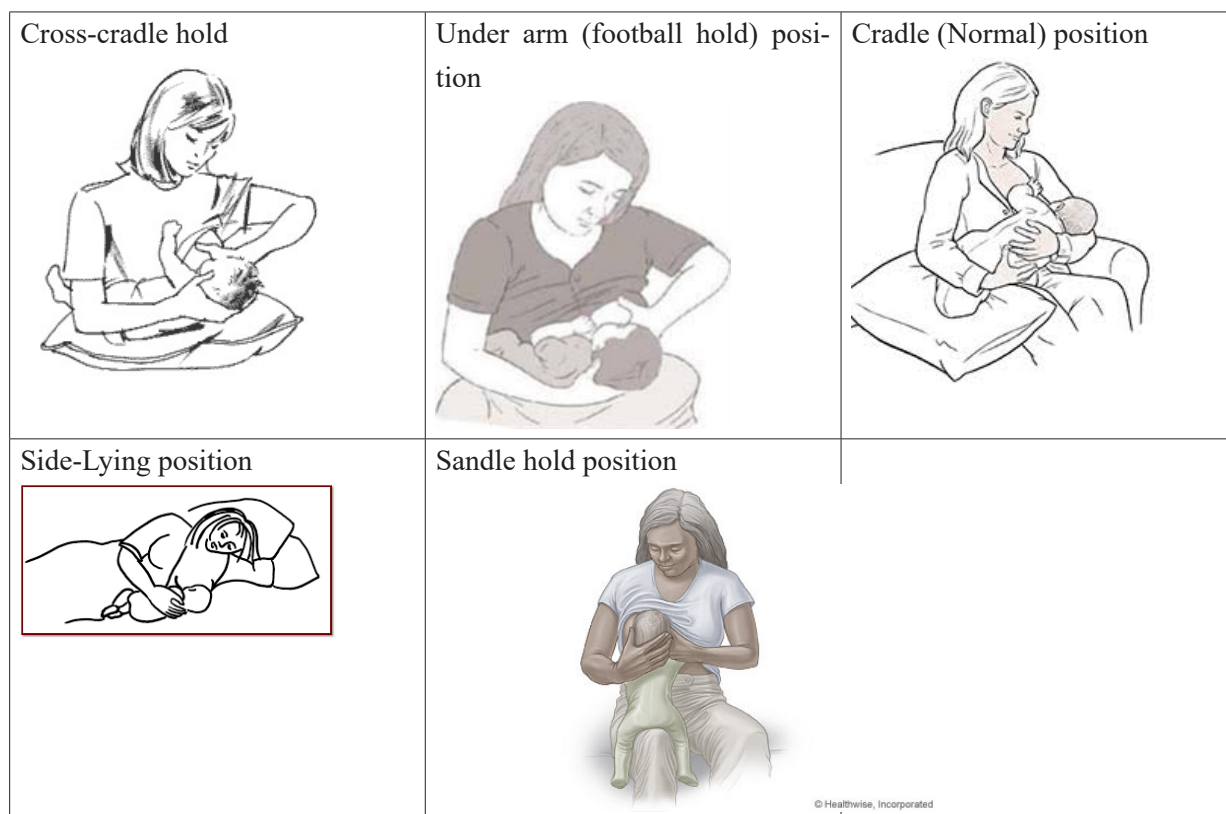 Cross-cradle hold
Under arm (football hold) posi-
tion
Cradle (Normal) position
Side-Lying position
Sandle hold position
© Healthwise, Incorporated